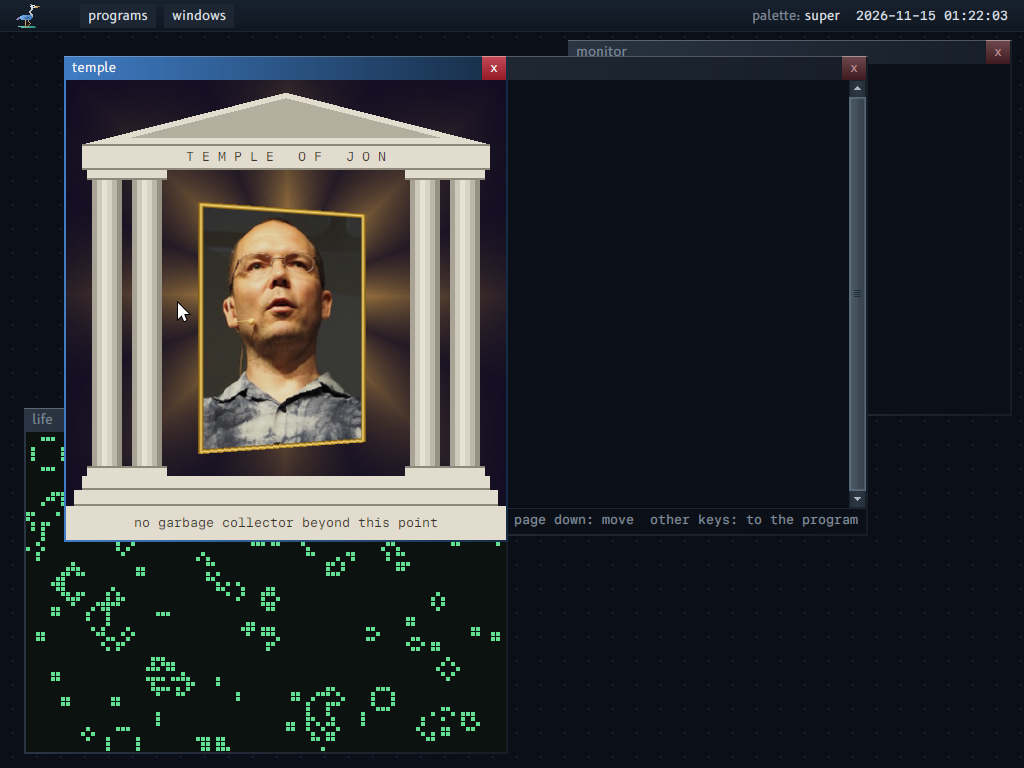 programs windows palette: super 2026-11-15 01:22:03
monitor x
temple x x
TEMPLE OF JON
life
no garbage collector beyond this point
page down: move other keys: to the program